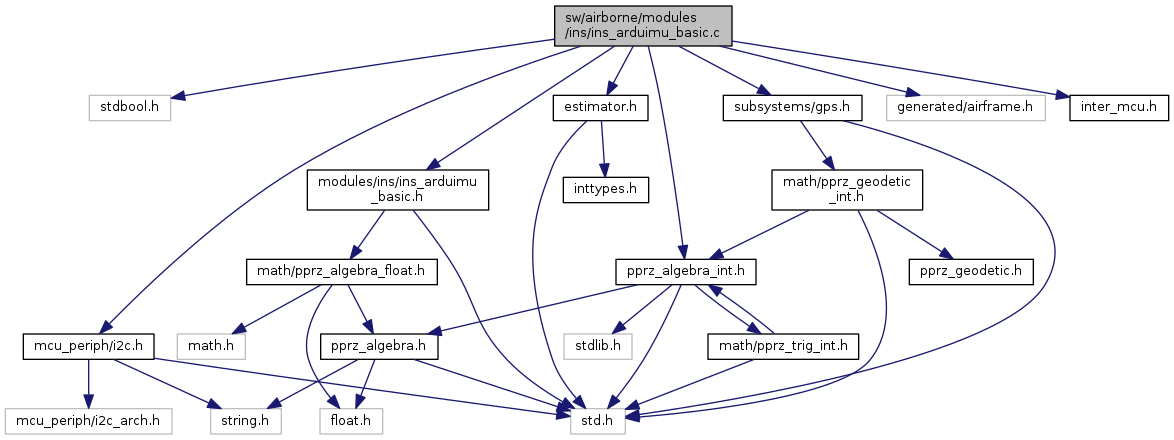 sw/airborne/modules
/ins/ins_arduimu_basic.c
stdbool.h
estimator.h
subsystems/gps.h
generated/airframe.h
inter_mcu.h
modules/ins/ins_arduimu
_basic.h
inttypes.h
math/pprz_geodetic
_int.h
math/pprz_algebra_float.h
pprz_algebra_int.h
pprz_geodetic.h
mcu_periph/i2c.h
math.h
pprz_algebra.h
stdlib.h
math/pprz_trig_int.h
mcu_periph/i2c_arch.h
string.h
float.h
std.h